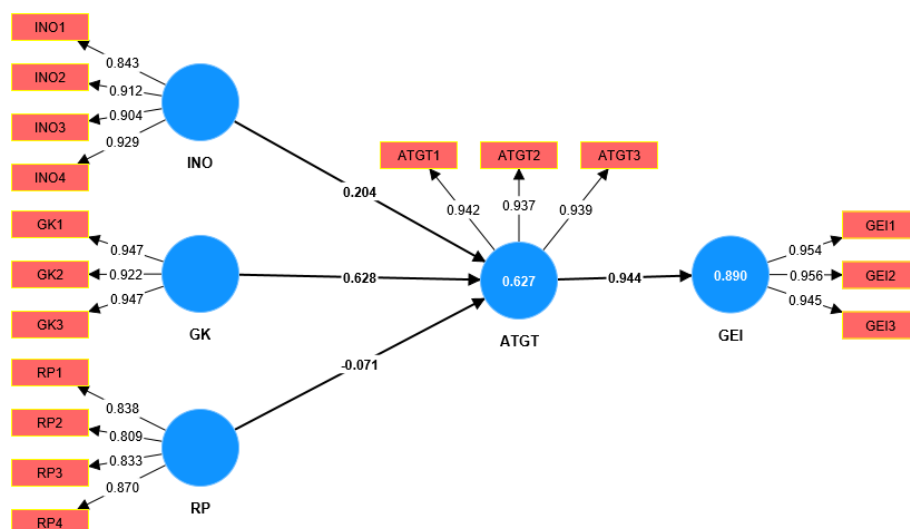 INO1
INO2
INO3
INO4
0.843
0.912
0.904
0.929
INO
0.204
GK1
GK2
GK3
0.947
0.922
0.947
GK
0.628
RP1
RP2
RP3
RP4
0.838
0.809
0.833
0.870
RP
-0.071
ATGT1
ATGT2
ATGT3
0.942
0.937
0.939
0.627
ATGT
0.944
0.890
GEI
0.954
0.956
0.945
GEI1
GEI2
GEI3